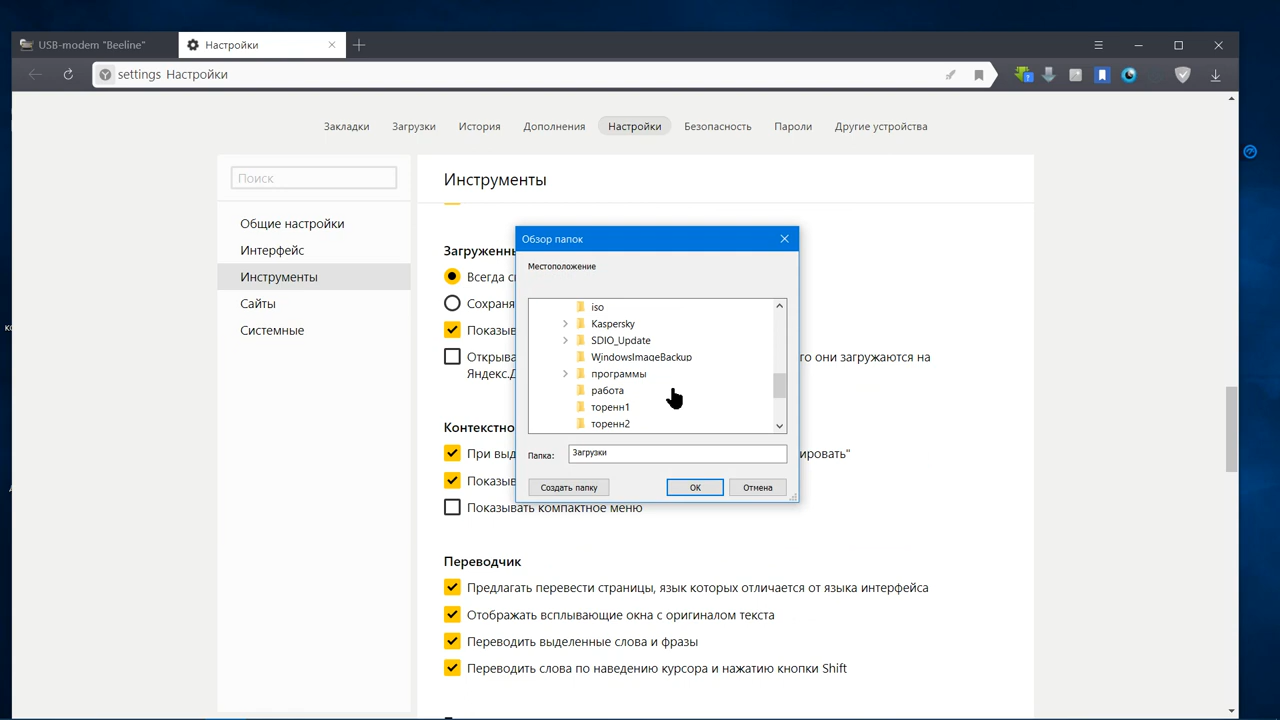 USB-modem "Beeline"
Настройки
settings Настройки
Закладки Загрузки История Дополнения Настройки Безопасность Пароли Другие устройства
Поиск
Общие настройки
Интерфейс
Инструменты
Сайты
Системные
Инструменты
Загруженн
Всегда с
Сохраня
Показыв
Открыва
го они загружаются на
Яндекс.Д
Контекстно
При выд
ировать"
Показыв
Показывать компактное меню
Переводчик
Предлагать перевести страницы, язык которых отличается от языка интерфейса
Отображать всплывающие окна с оригиналом текста
Переводить выделенные слова и фразы
Переводить слова по наведению курсора и нажатию кнопки Shift
Обзор папок
Местоположение
iso
Kaspersky
SDIO_Update
WindowsImageBackup
программы
работа
торенн1
торенн2
Папка: Загрузки
Создать папку ОК Отмена